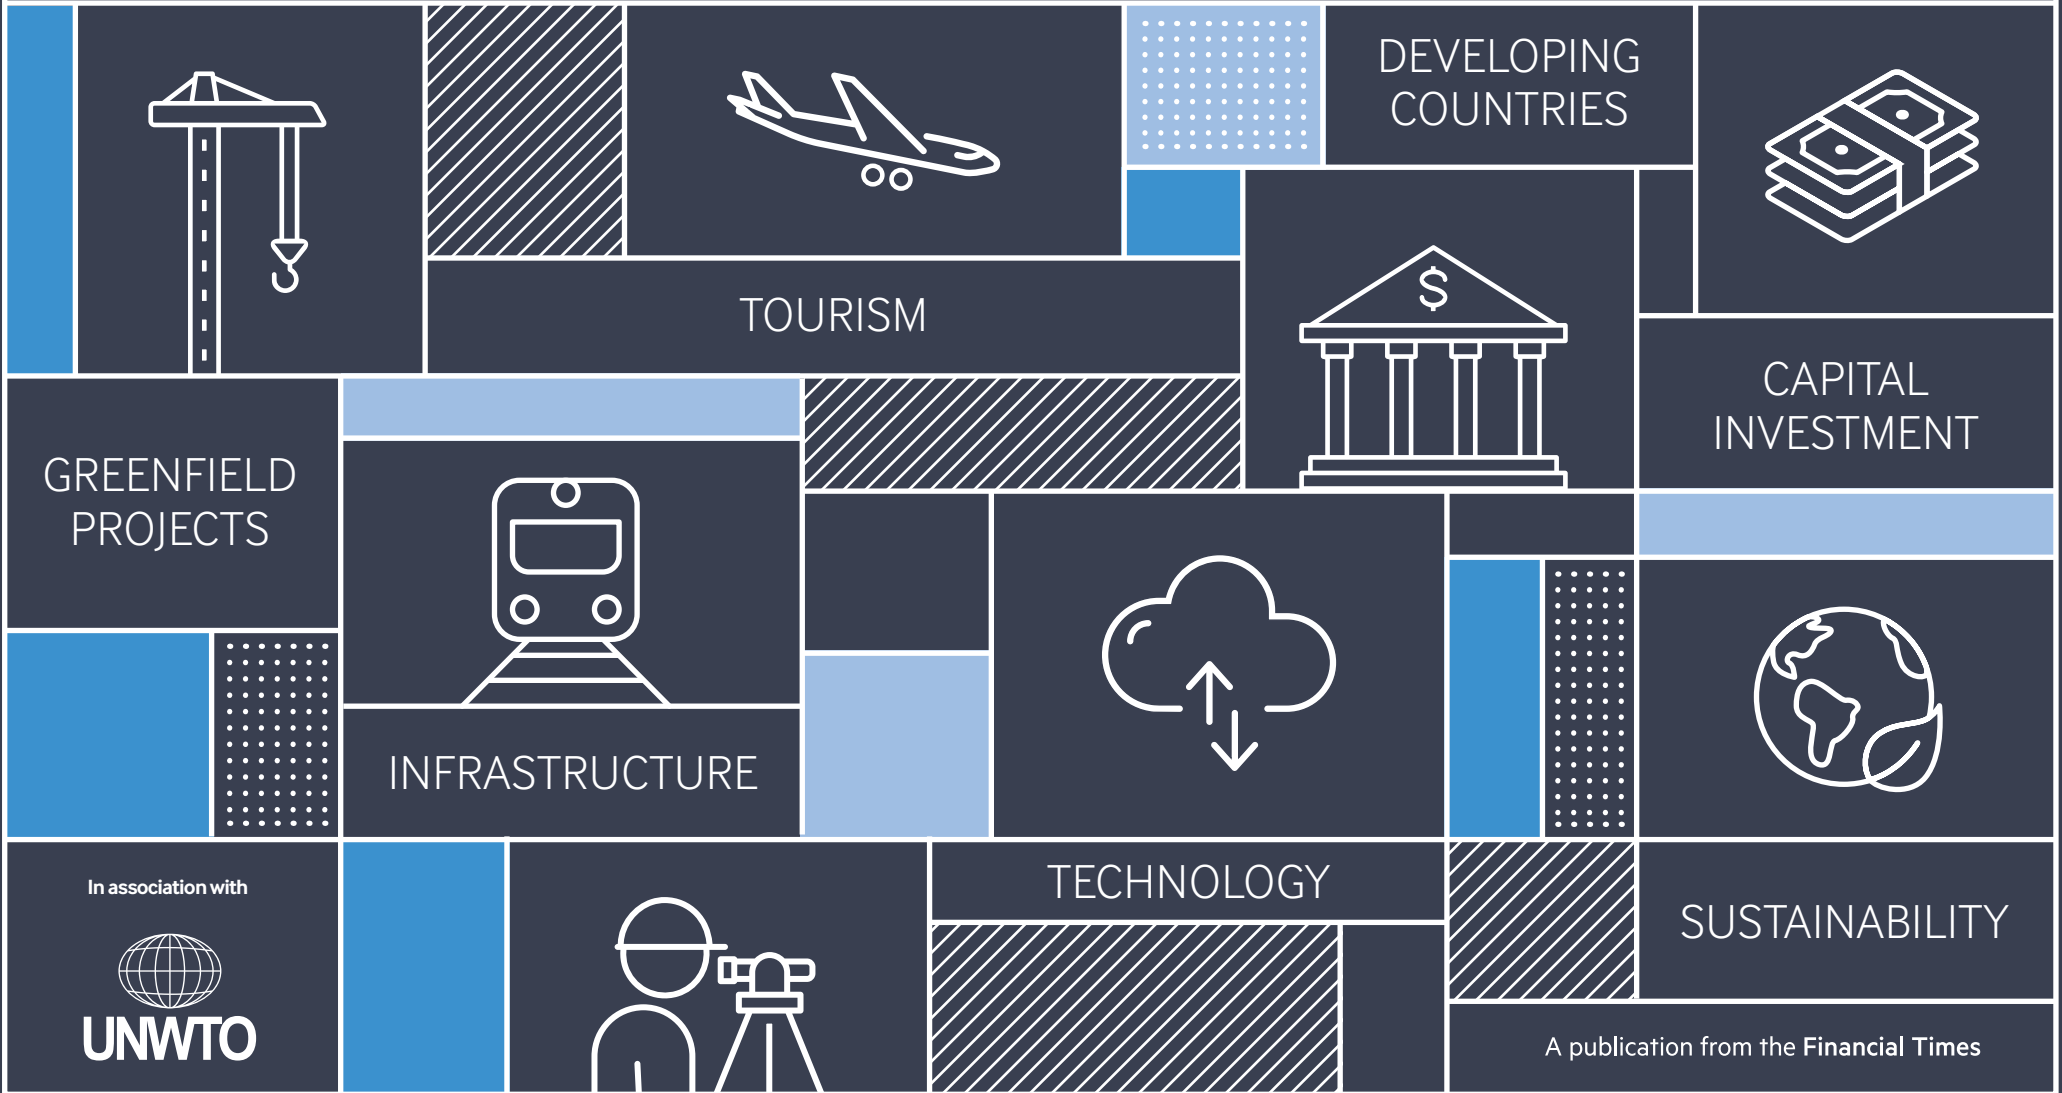 DEVELOPING
COUNTRIES
$
TOURISM
CAPITAL
INVESTMENT
GREENFIELD
PROJECTS
INFRASTRUCTURE
TECHNOLOGY
SUSTAINABILITY
In association with
UNWTO
A publication from the Financial Times